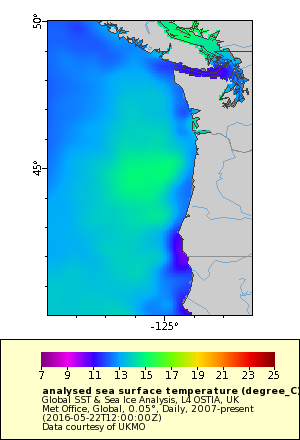 50°
45°
-125°
7 9 11 13 15 17 19 21 23 25
analysed sea surface temperature (degree_C)
Global SST & Sea Ice Analysis, L4 OSTIA, UK
Met Office, Global, 0.05°, Daily, 2007-present
(2016-05-22T12:00:00Z)
Data courtesy of UKMO